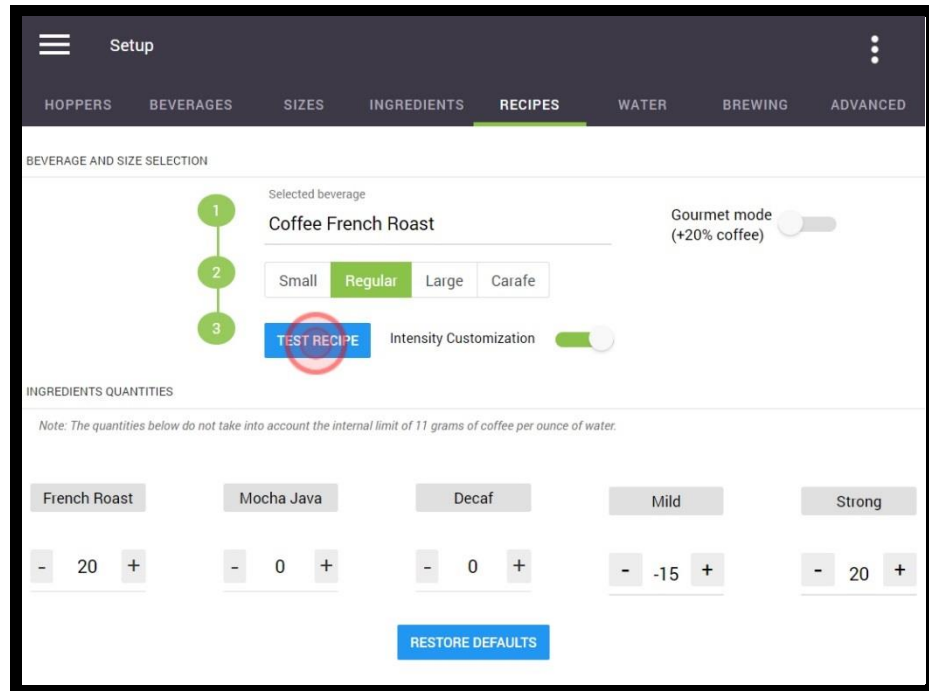 Setup
HOPPERS BEVERAGES SIZES INGREDIENTS RECIPES WATER BREWING ADVANCED
BEVERAGE AND SIZE SELECTION
Selected beverage
1 Coffee French Roast
Gourmet mode
(+20% coffee)
2 Small Regular Large Carafe
3 TEST RECIPE Intensity Customization
INGREDIENTS QUANTITIES
Note: The quantities below do not take into account the internal limit of 11 grams of coffee per ounce of water.
French Roast Mocha Java Decaf Mild Strong
- 20 + - 0 + - 0 + - -15 + - 20 +
RESTORE DEFAULTS